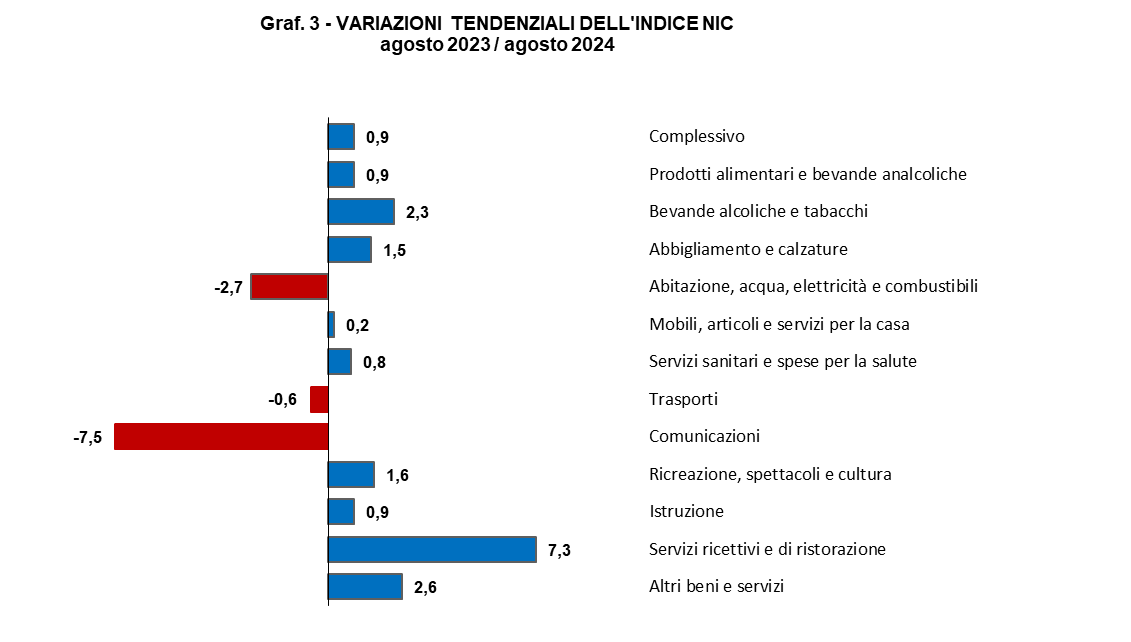 Graf. 3 - VARIAZIONI TENDENZIALI DELL'INDICE NIC
agosto 2023 / agosto 2024
0,9 Complessivo
0,9 Prodotti alimentari e bevande analcoliche
2,3 Bevande alcoliche e tabacchi
1,5 Abbigliamento e calzature
-2,7 Abitazione, acqua, elettricità e combustibili
0,2 Mobili, articoli e servizi per la casa
0,8 Servizi sanitari e spese per la salute
-0,6 Trasporti
-7,5 Comunicazioni
1,6 Ricreazione, spettacoli e cultura
0,9 Istruzione
7,3 Servizi ricettivi e di ristorazione
2,6 Altri beni e servizi